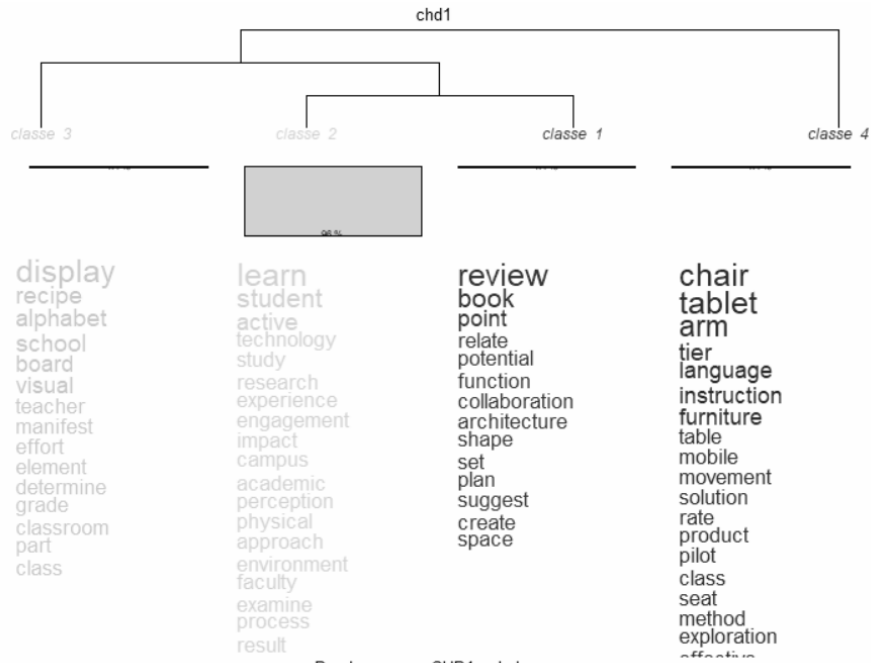 chd1
classe 3
classe 2
classe 1
classe 4
display
recipe
alphabet
school
board
visual
teacher
manifest
effort
element
determine
grade
classroom
part
class
learn
student
active
technology
study
research
experience
engagement
impact
campus
academic
perception
physical
approach
environment
faculty
examine
process
result
review
book
point
relate
potential
function
collaboration
architecture
shape
set
plan
suggest
create
space
chair
tablet
arm
tier
language
instruction
furniture
table
mobile
movement
solution
rate
product
pilot
class
seat
method
exploration